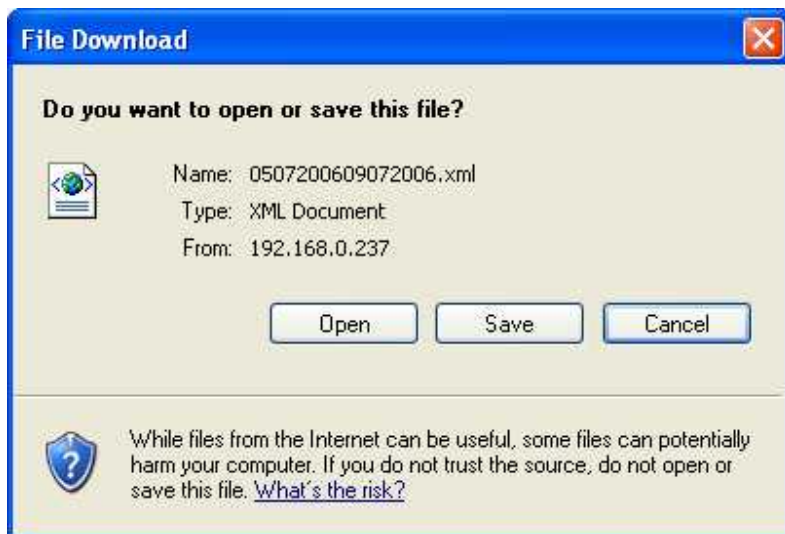 File Download
Do you want to open or save this file?
Name: 0507200609072006.xml
Type: XML Document
From: 192.168.0.237
Open Save Cancel
While files from the Internet can be useful, some files can potentially
harm your computer. If you do not trust the source, do not open or
save this file. What's the risk?